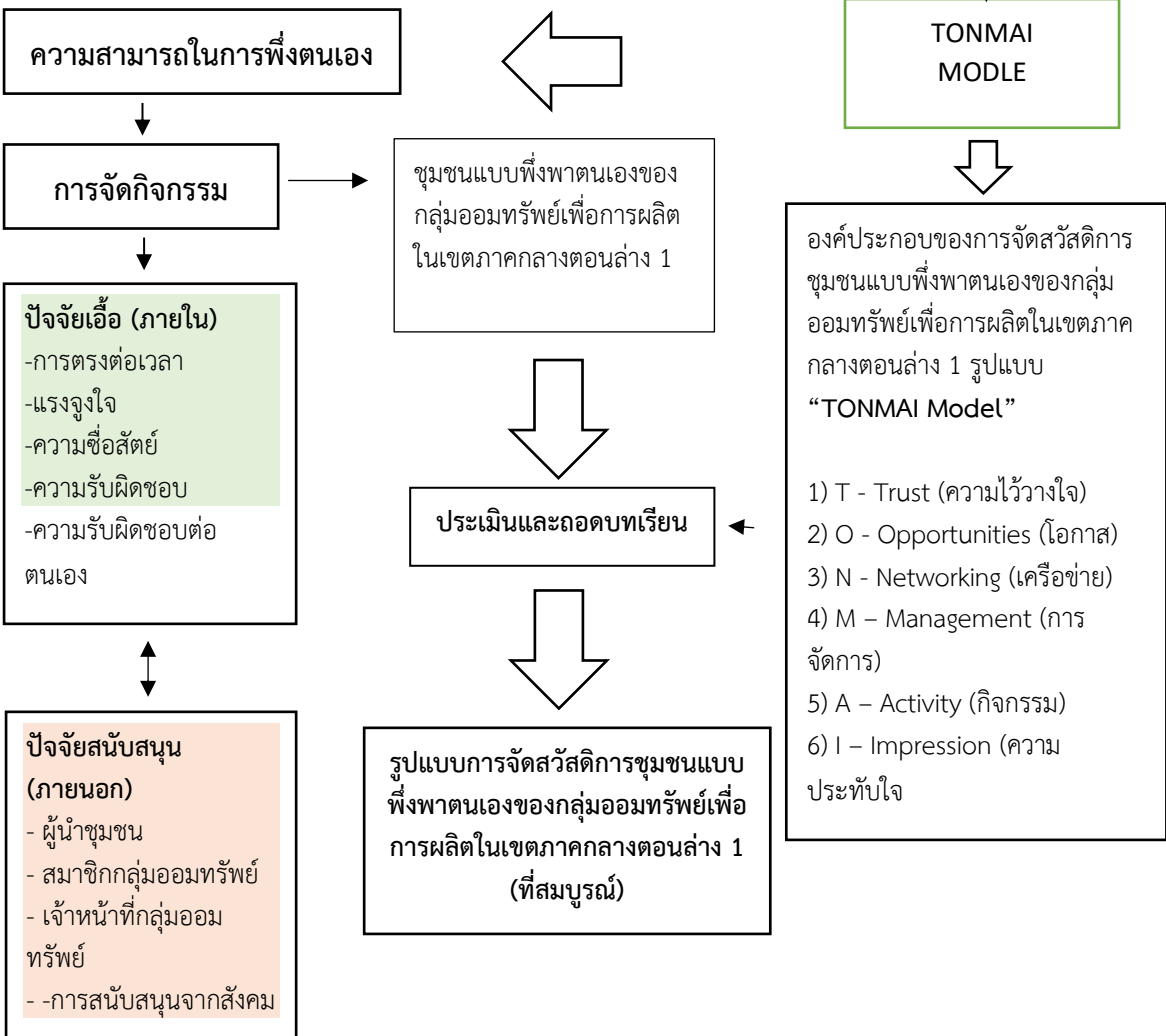 ความสามารถในการพึ่งตนเอง
การจัดกิจกรรม
ปัจจัยเอื้อ (ภายใน)
-การตรงต่อเวลา
-แรงจูงใจ
-ความซื่อสัตย์
-ความรับผิดชอบ
-ความรับผิดชอบต่อ
ตนเอง
ปัจจัยสนับสนุน
(ภายนอก)
- ผู้นำชุมชน
- สมาชิกกลุ่มออมทรัพย์
- เจ้าหน้าที่กลุ่มออม
ทรัพย์
- -การสนับสนุนจากสังคม
ชุมชนแบบพึ่งพาตนเองของ
กลุ่มออมทรัพย์เพื่อการผลิต
ในเขตภาคกลางตอนล่าง 1
ประเมินและถอดบทเรียน
รูปแบบการจัดสวัสดิการชุมชนแบบ
พึ่งพาตนเองของกลุ่มออมทรัพย์เพื่อ
การผลิตในเขตภาคกลางตอนล่าง 1
(ที่สมบูรณ์)
TONMAI
MODLE
องค์ประกอบของการจัดสวัสดิการ
ชุมชนแบบพึ่งพาตนเองของกลุ่ม
ออมทรัพย์เพื่อการผลิตในเขตภาค
กลางตอนล่าง 1 รูปแบบ
“TONMAI Model”
1) T - Trust (ความไว้วางใจ)
2) O - Opportunities (โอกาส)
3) N - Networking (เครือข่าย)
4) M – Management (การ
จัดการ)
5) A – Activity (กิจกรรม)
6) I – Impression (ความ
ประทับใจ